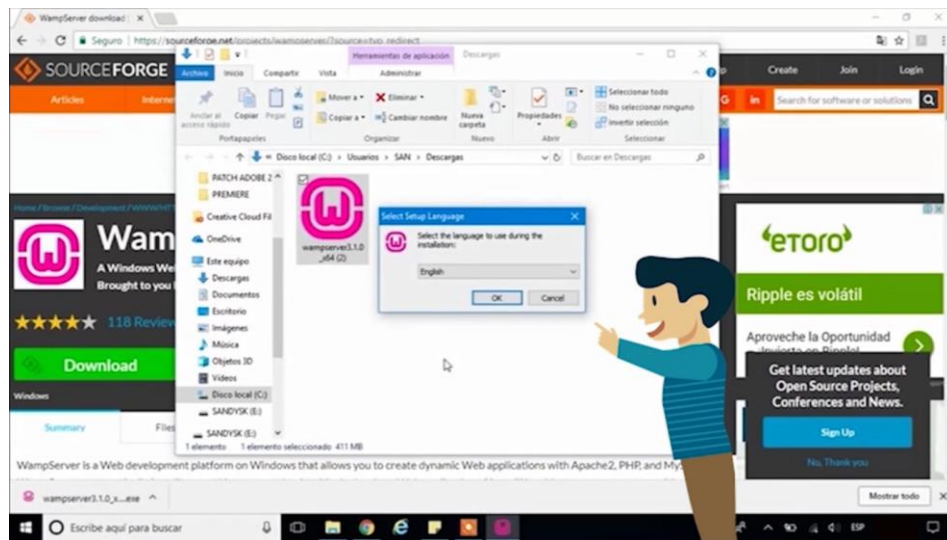 WampServer download
Seguro | https://sourceforge.net/projects/wampserver/?source=typ_redirect
SOURCEFORGE
Create
Join
Login
Articles
Search for software or solutions
Herramientas de aplicación
Descargas
Archivo
Inicio
Compartir
Vista
Administrar
Anclar al acceso rápido
Copiar
Pegar
Mover a
Copiar a
Eliminar
Cambiar nombre
Nueva carpeta
Propiedades
Seleccionar todo
No seleccionar ninguno
Invertir selección
Portapapeles
Organizar
Nuevo
Abrir
Seleccionar
Disco local (C:) > Usuarios > SAN > Descargas
Buscar en Descargas
PATCH ADOBE 2
PREMIERE
Creative Cloud Fil
OneDrive
Este equipo
Descargas
Documentos
Escritorio
Imágenes
Música
Objetos 3D
Vídeos
Disco local (C:)
SANDYSK (E:)
SANDYSK (E:)
wampserver3.1.0
_x64 (2)
Select Setup Language
Select the language to use during the
installation:
English
OK
Cancel
1 elemento
1 elemento seleccionado 411 MB
Wam
A Windows We
Brought to you
118 Review
Download
Windows
Summary
Files
eToro
Ripple es volátil
Aproveche la Oportunidad
Get latest updates about
Open Source Projects,
Conferences and News.
Sign Up
No, Thank you
WampServer is a Web development platform on Windows that allows you to create dynamic Web applications with Apache2, PHP, and My
wampserver3.1.0_x....exe
Mostrar todo
Escribe aquí para buscar
ESP